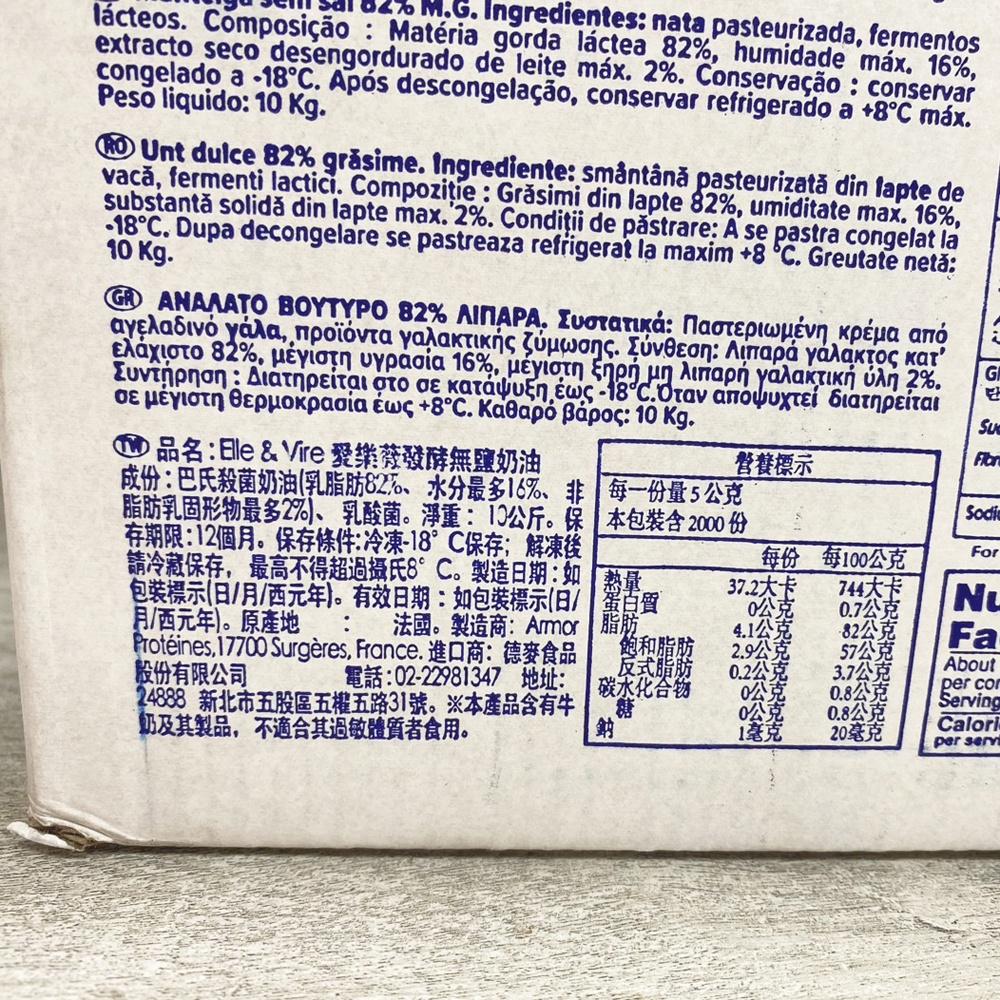 sem sal 82% M.G. Ingredientes: nata pasteurizada, fermentos
lácteos. Composição : Matéria gorda láctea 82%, humidade máx. 16%,
extracto seco desengordurado de leite máx. 2%. Conservação : conservar
congelado a -18°C. Após descongelação, conservar refrigerado a +8°C máx.
Peso liquido: 10 Kg.
RO Unt dulce 82% grăsime. Ingrediente: smântână pasteurizată din lapte de
vacă, fermenti lactici. Compoziție : Grăsimi din lapte 82%, umiditate max. 16%,
substantă solidă din lapte max. 2%. Condiții de păstrare: A se pastra congelat la
-18°C. Dupa decongelare se pastreaza refrigerat la maxim +8 °C. Greutate netă:
10 Kg.
GR ΑΝΑΛΑΤΟ ΒΟΥΤΥΡΟ 82% ΛΙΠΑΡΑ. Συστατικά: Παστεριωμένη κρέμα από
αγελαδινό γάλα, προϊόντα γαλακτικής ζύμωσης. Σύνθεση: Λιπαρά γάλακτος κατ'
ελάχιστο 82%, μέγιστη υγρασία 16%, μέγιστη ξηρή μη λιπαρή γαλακτική ύλη 2%.
Συντήρηση : Διατηρείται στο σε κατάψυξη έως -18°C.Όταν αποψυχτεί διατηρείται
σε μέγιστη θερμοκρασία έως +8°C. Καθαρό βάρος: 10 Kg.
TW 品名:Elle & Vire 愛樂薇發酵無鹽奶油
成份:巴氏殺菌奶油(乳脂肪82%、水分最多16%、非
脂肪乳固形物最多2%)、乳酸菌。淨重:10公斤。保
存期限:12個月。保存條件:冷凍-18° C保存; 解凍後
請冷藏保存, 最高不得超過攝氏8° C。製造日期:如
包裝標示(日/月/西元年)。有效日期:如包裝標示(日/
月/西元年)。原產地 : 法國。製造商: Armor
Protéines,17700 Surgères, France. 進口商: 德麥食品
股份有限公司 電話:02-22981347 地址:
24888 新北市五股區五權五路31號。※本產品含有牛
奶及其製品, 不適合其過敏體質者食用。
營養標示
每一份量 5 公克
本包裝含 2000 份
每份 每100公克
熱量 37.2大卡 744大卡
蛋白質 0公克 0.7公克
脂肪 4.1公克 82公克
飽和脂肪 2.9公克 57公克
反式脂肪 0.2公克 3.7公克
碳水化合物 0公克 0.8公克
糖 0公克 0.8公克
鈉 1毫克 20毫克
For
About
per
Serving
per